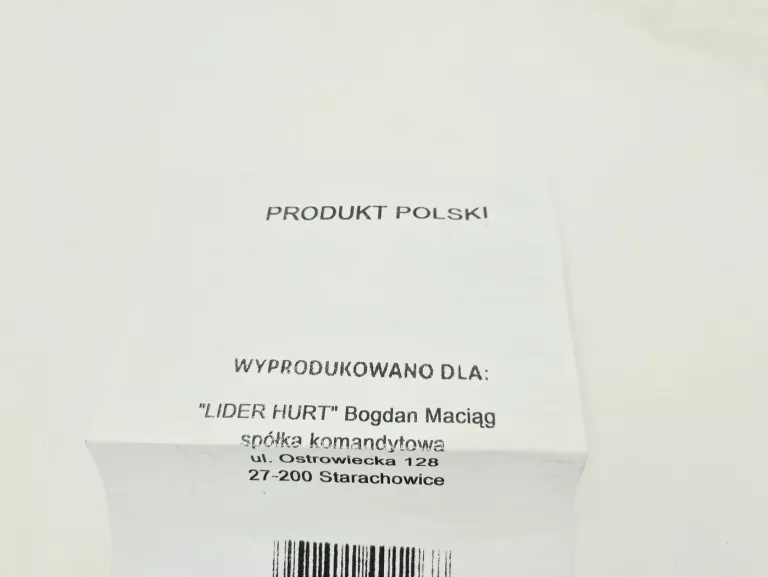 PRODUKT POLSKI
WYPRODUKOWANO DLA:
"LIDER HURT" Bogdan Maciąg
spółka komandytowa
ul. Ostrowiecka 128
27-200 Starachowice